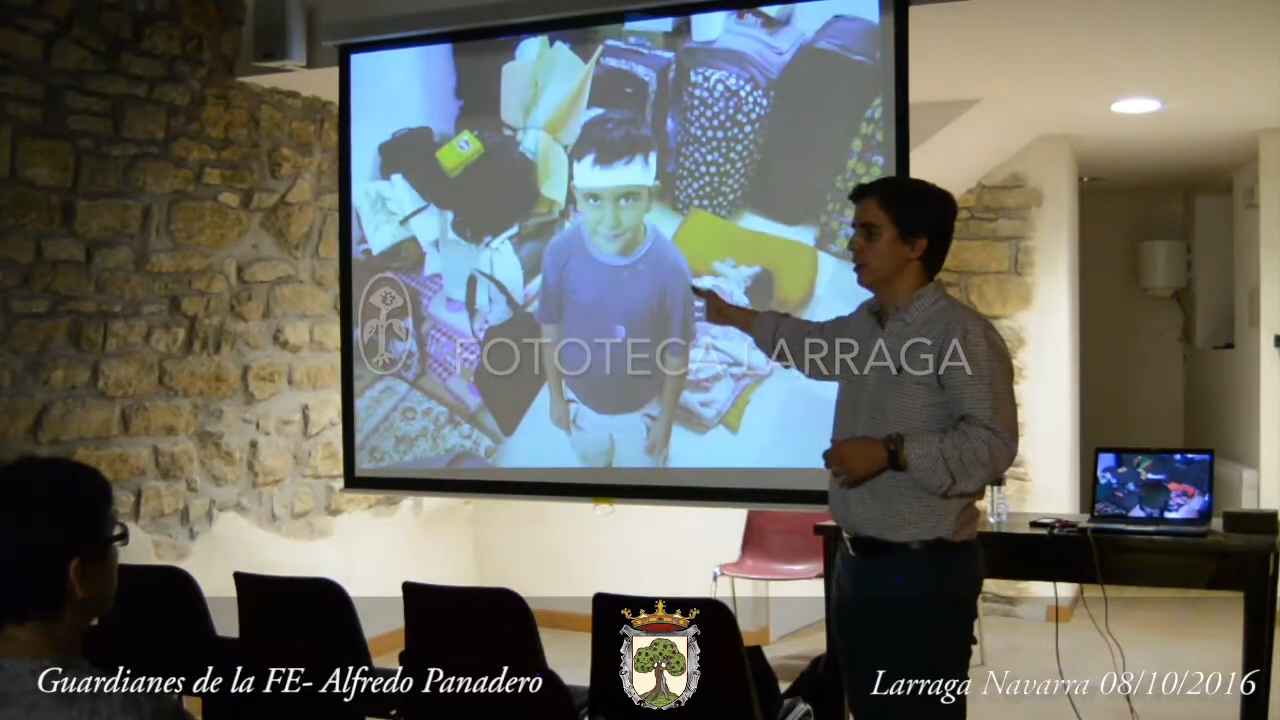 FOTOTECA LARRAGA
Guardianes de la FE- Alfredo Panadero
Larraga Navarra 08/10/2016